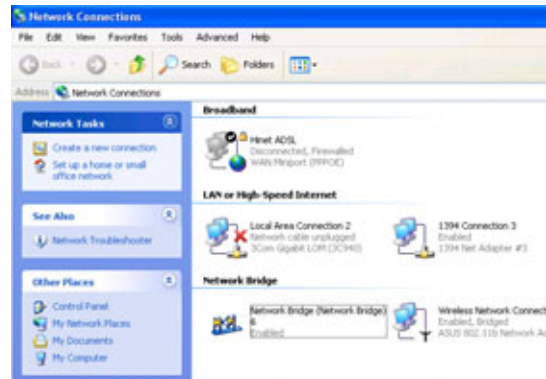 Network Connections
File Edit View Favorites Tools Advanced Help
Back Search Folders
Address Network Connections
Network Tasks
Create a new connection
Set up a home or small
office network
See Also
Network Troubleshooter
Other Places
Control Panel
My Network Places
My Documents
My Computer
Broadband
Hinet ADSL
Disconnected, Firewalled
WAN Miniport (PPPOE)
LAN or High-Speed Internet
Local Area Connection 2
Network cable unplugged
3Com Gigabit LOM (3C940)
1394 Connection 3
Enabled
1394 Net Adapter #3
Network Bridge
Network Bridge (Network Bridge)
6
Enabled
Wireless Network Connect
Enabled, Bridged
ASUS 802.11b Network Ad